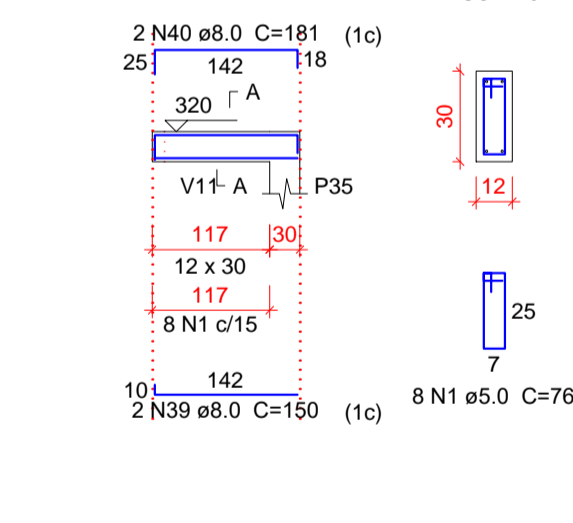 2 N40 ø8.0 C=181 (1c)
25 142 18
A
320
30
V11 A P35
12
117 30
12 x 30
117
8 N1 c/15
25
7
10 142
2 N39 ø8.0 C=150 (1c)
8 N1 ø5.0 C=76